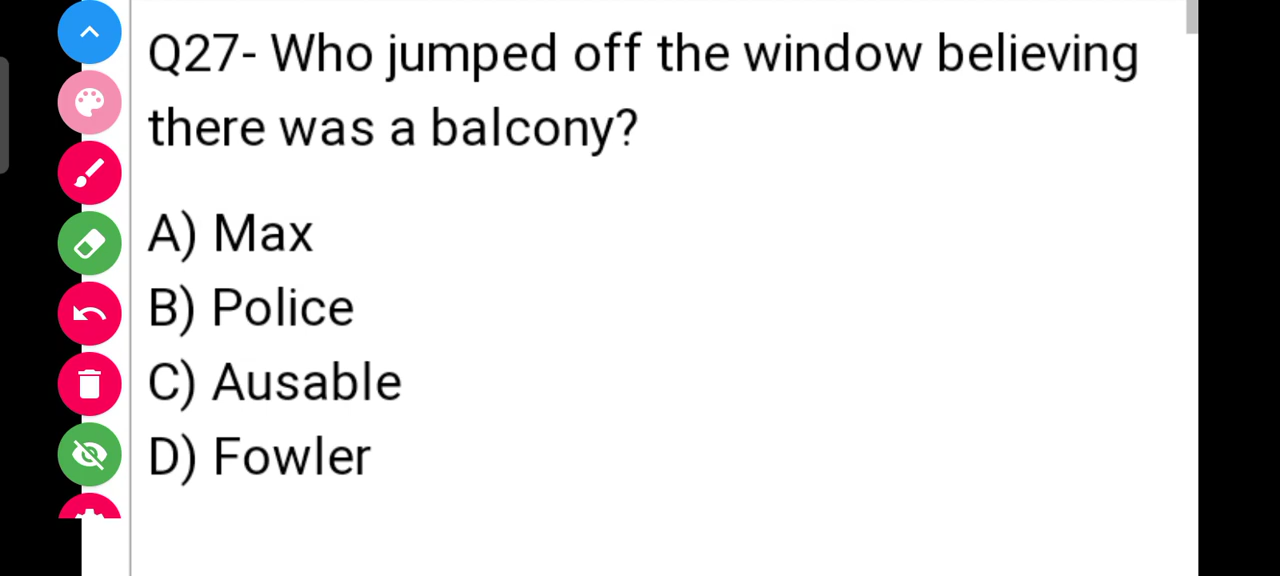 Q27- Who jumped off the window believing
there was a balcony?
A) Max
B) Police
C) Ausable
D) Fowler